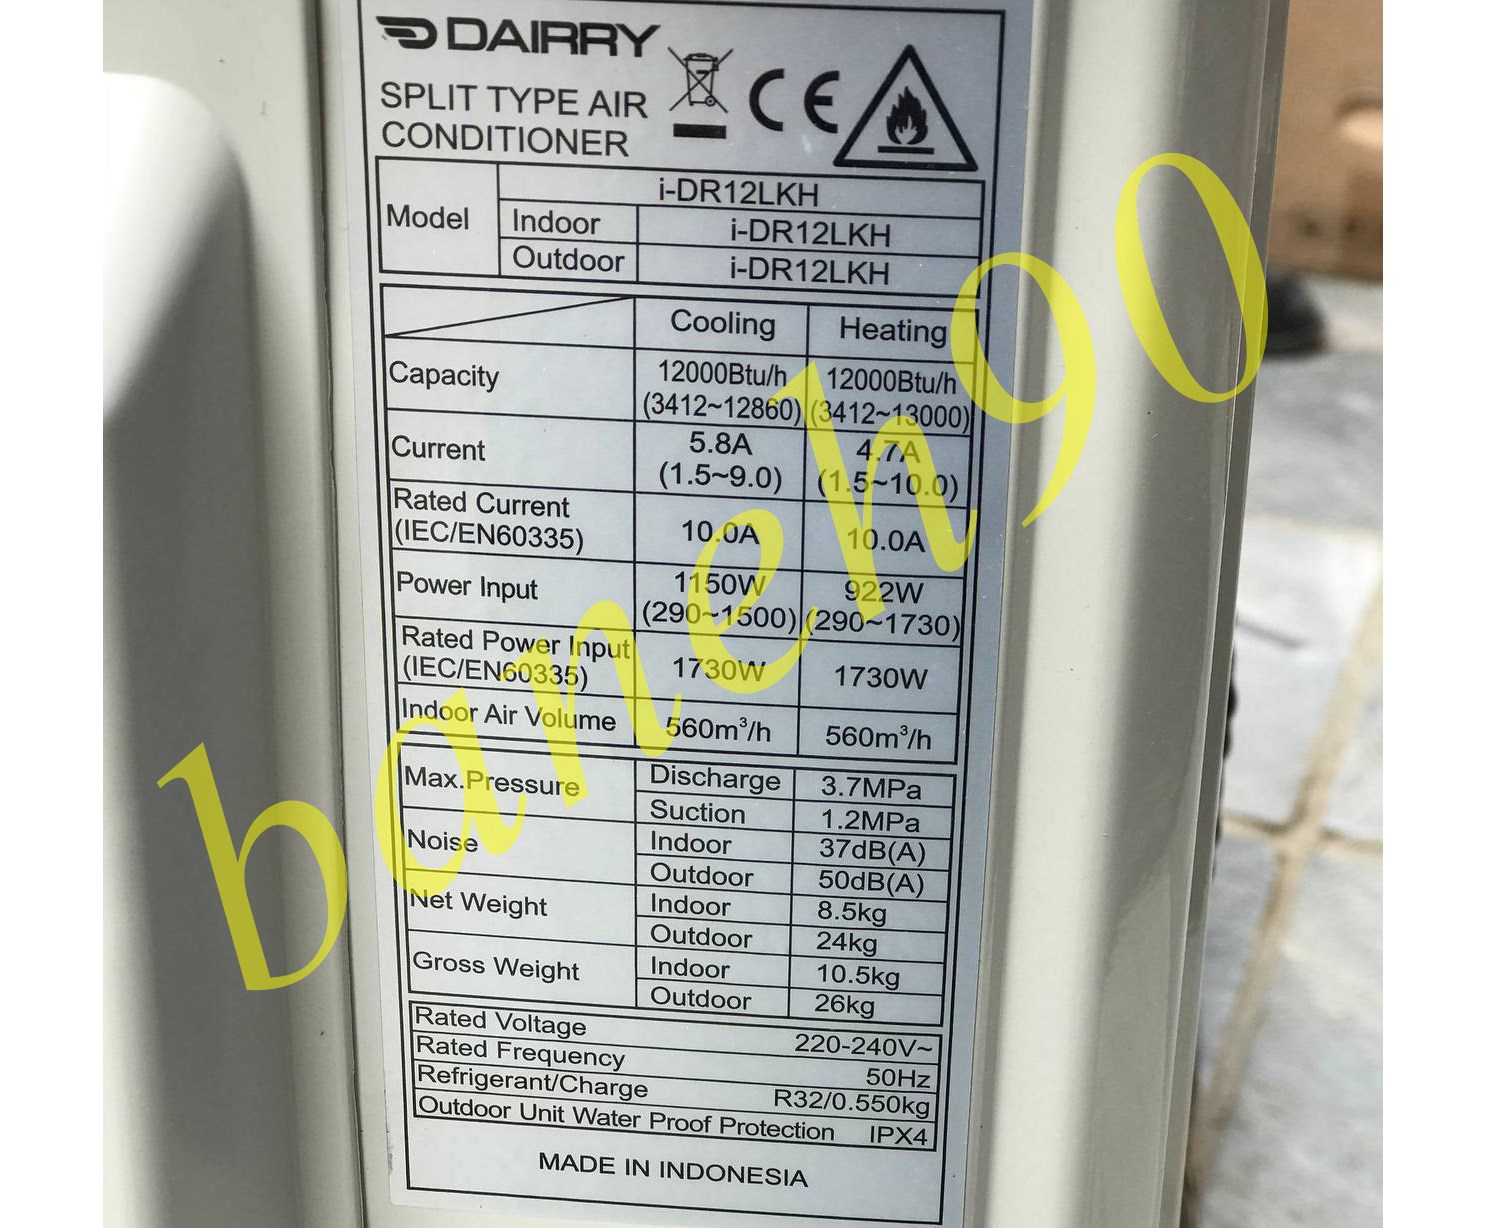 DAIRRY
SPLIT TYPE AIR
CONDITIONER
CE
Model
i-DR12LKH
Indoor i-DR12LKH
Outdoor i-DR12LKH
Cooling Heating
Capacity 12000Btu/h 12000Btu/h
(3412~12860) (3412~13000)
Current 5.8A 4.7A
(1.5~9.0) (1.5~10.0)
Rated Current
(IEC/EN60335) 10.0A 10.0A
Power Input 1150W 922W
(290~1500) (290~1730)
Rated Power Input
(IEC/EN60335) 1730W 1730W
Indoor Air Volume 560m³/h 560m³/h
Max.Pressure Discharge 3.7MPa
Suction 1.2MPa
Noise Indoor 37dB(A)
Outdoor 50dB(A)
Net Weight Indoor 8.5kg
Outdoor 24kg
Gross Weight Indoor 10.5kg
Outdoor 26kg
Rated Voltage 220-240V~
Rated Frequency 50Hz
Refrigerant/Charge R32/0.550kg
Outdoor Unit Water Proof Protection IPX4
MADE IN INDONESIA
baneh90